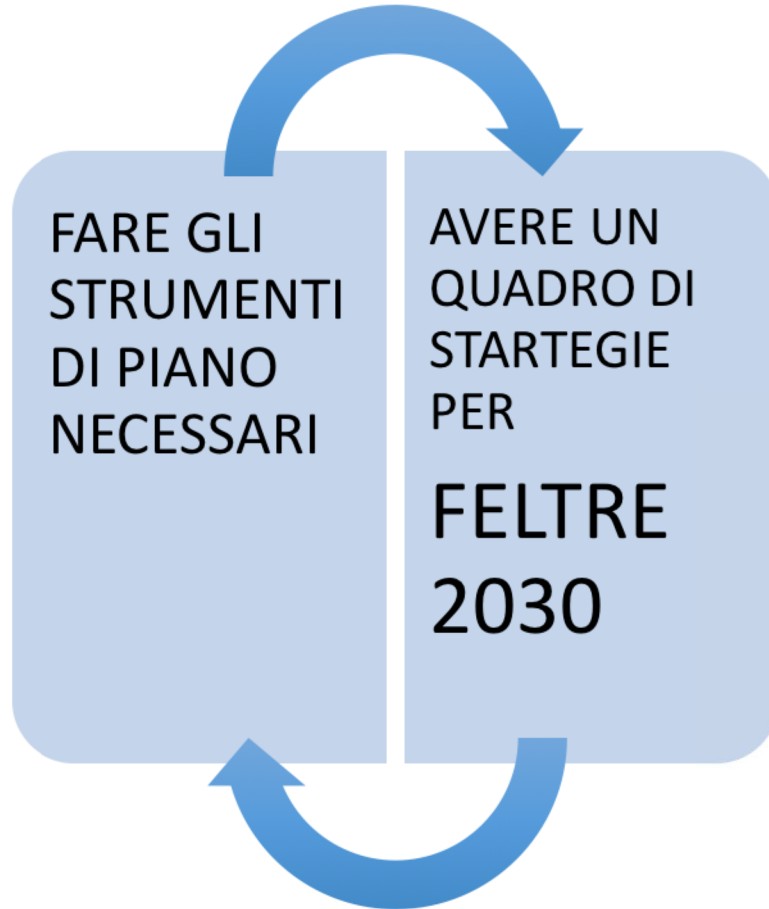 FARE GLI
STRUMENTI
DI PIANO
NECESSARI
AVERE UN
QUADRO DI
STARTEGIE
PER
FELTRE
2030